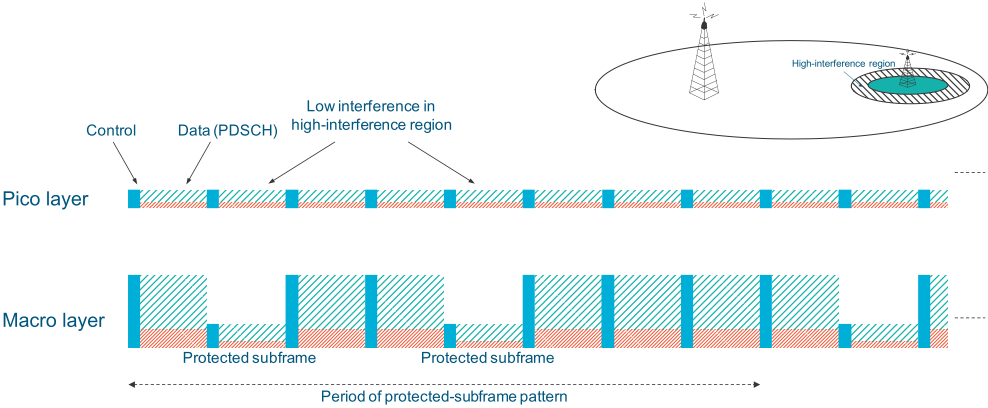 High-interference region
Low interference in
high-interference region
Control
Data (PDSCH)
Pico layer
Macro layer
Protected subframe
Protected subframe
Period of protected-subframe pattern